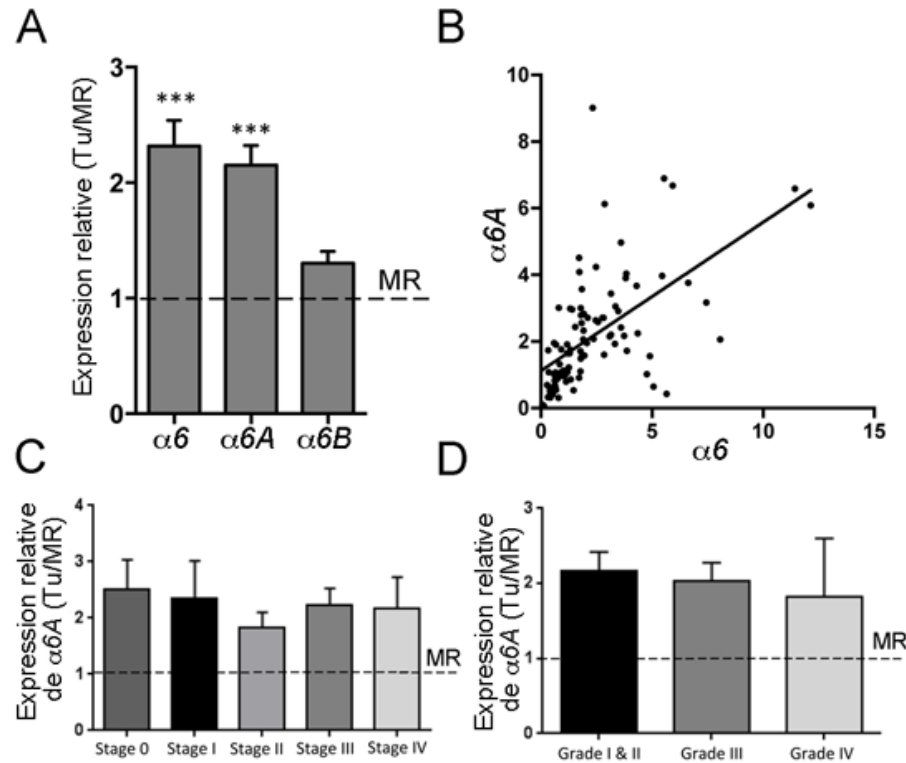 A
Expression relative (Tu/MR)
3
2
1
0
***
***
MR
α6
α6A
α6B
B
α6A
10
8
6
4
2
0
0
5
10
15
α6
C
Expression relative
de α6A (Tu/MR)
4
3
2
1
0
MR
Stage 0
Stage I
Stage II
Stage III
Stage IV
D
Expression relative
de α6A (Tu/MR)
3
2
1
0
MR
Grade I & II
Grade III
Grade IV